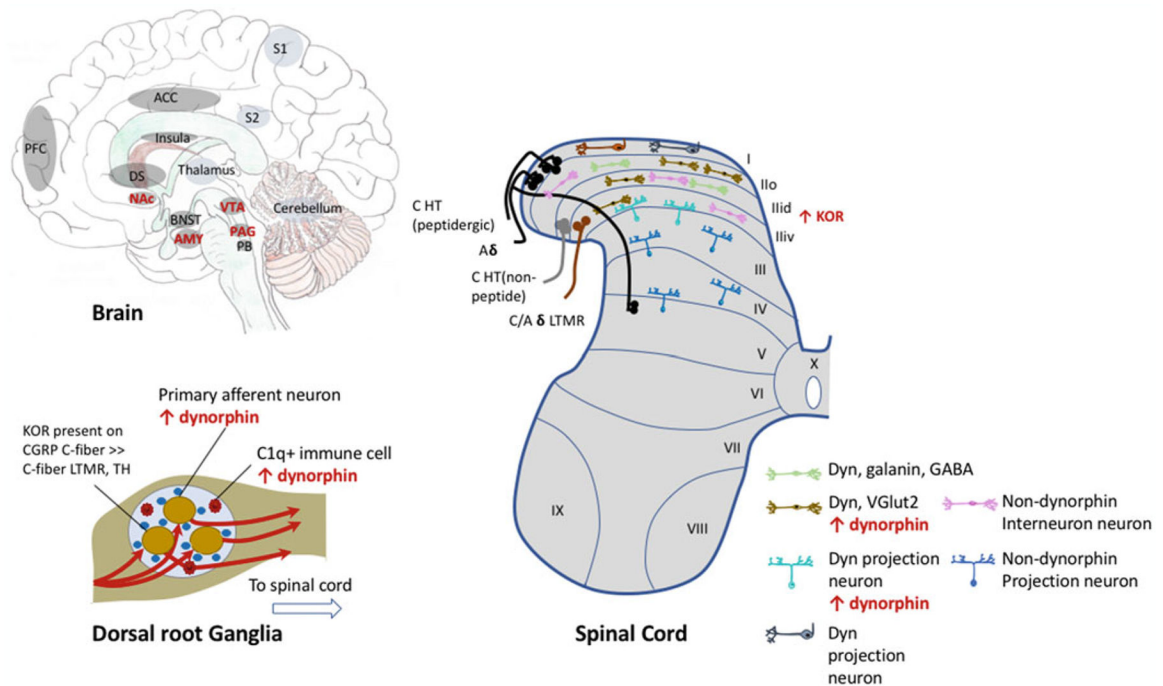 S1
ACC
S2
PFC
Insula
DS
Thalamus
NAc
VTA
BNST
Cerebellum
AMY
PAG
PB
Brain
C HT
(peptidergic)
Aδ
C HT(non-
peptide)
C/A δ LTMR
I
IIo
IIid
IIiv
↑ KOR
III
IV
V
X
VI
VII
IX
VIII
Spinal Cord
Primary afferent neuron
↑ dynorphin
KOR present on
CGRP C-fiber >>
C-fiber LTMR, TH
C1q+ immune cell
↑ dynorphin
To spinal cord
Dorsal root Ganglia
Dyn, galanin, GABA
Dyn, VGlut2
↑ dynorphin
Non-dynorphin
Interneuron neuron
Dyn projection
neuron
↑ dynorphin
Non-dynorphin
Projection neuron
Dyn
projection
neuron